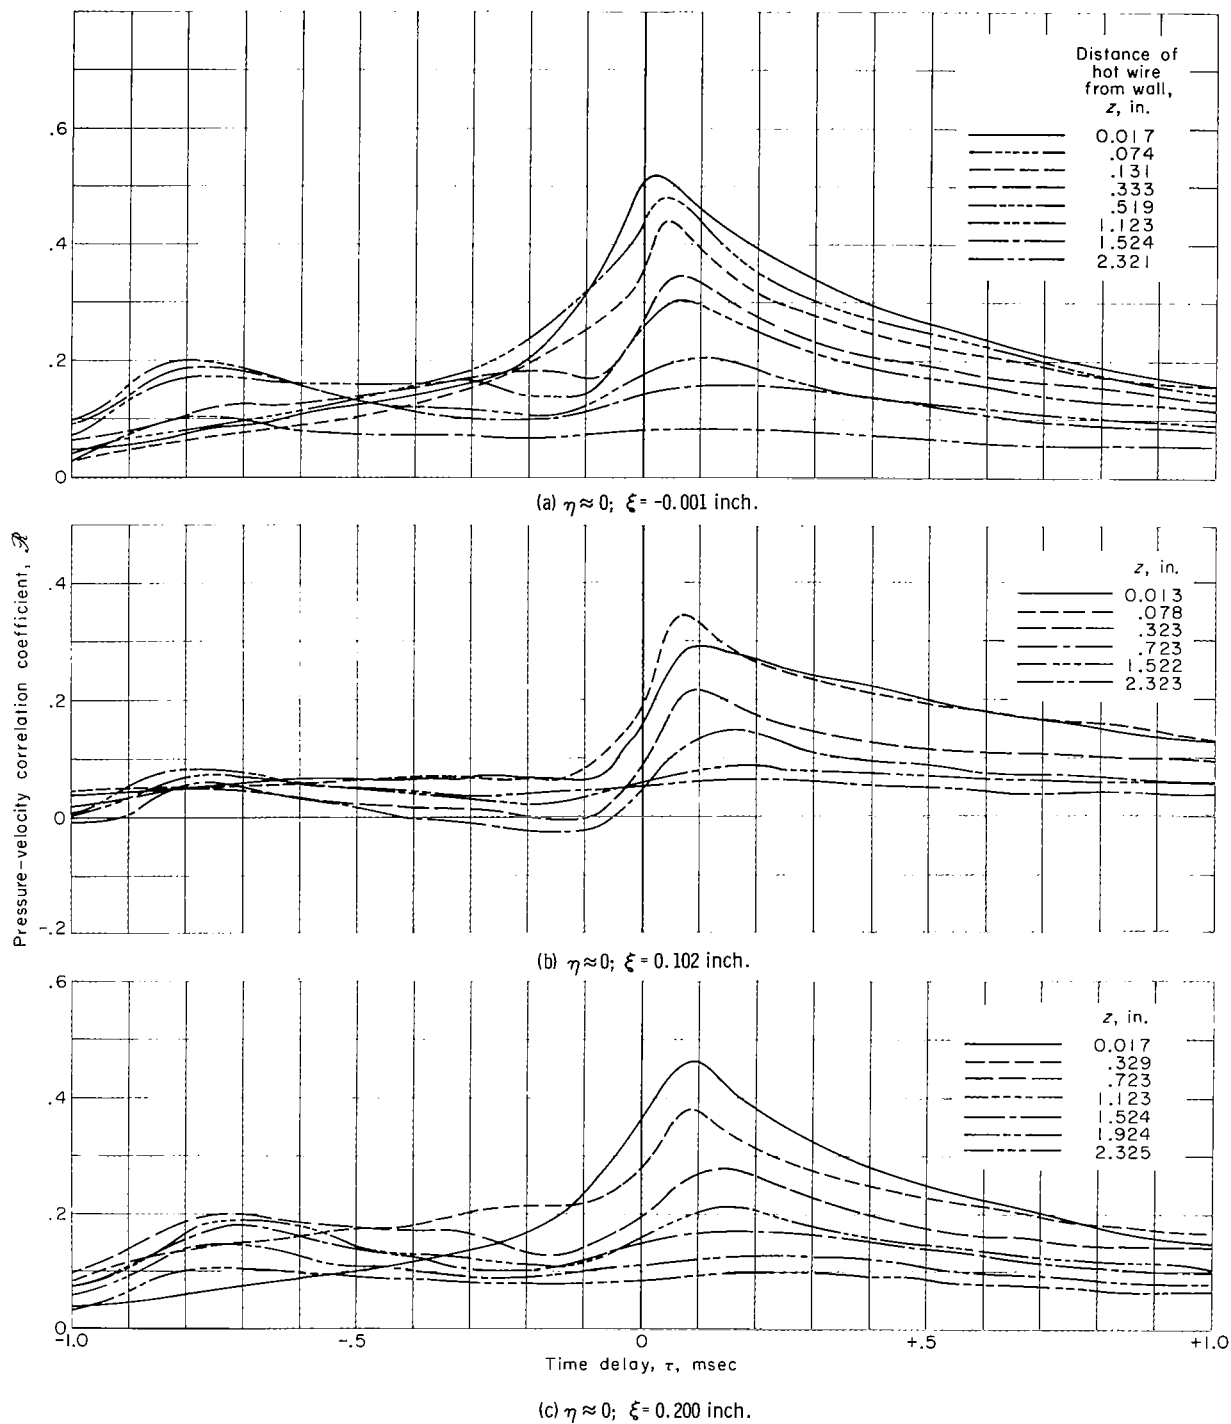 Distance of
hot wire
from wall,
z, in.
0.017
.074
.131
.333
.519
1.123
1.524
2.321
.6
.4
.2
0
(a) η ≈ 0; ξ = -0.001 inch.
Pressure-velocity correlation coefficient, ℛ
z, in.
0.013
.078
.323
.723
1.522
2.323
.4
.2
0
-.2
(b) η ≈ 0; ξ = 0.102 inch.
z, in.
0.017
.329
.723
1.123
1.524
1.924
2.325
.6
.4
.2
0
-1.0 -.5 0 +.5 +1.0
Time delay, τ, msec
(c) η ≈ 0; ξ = 0.200 inch.